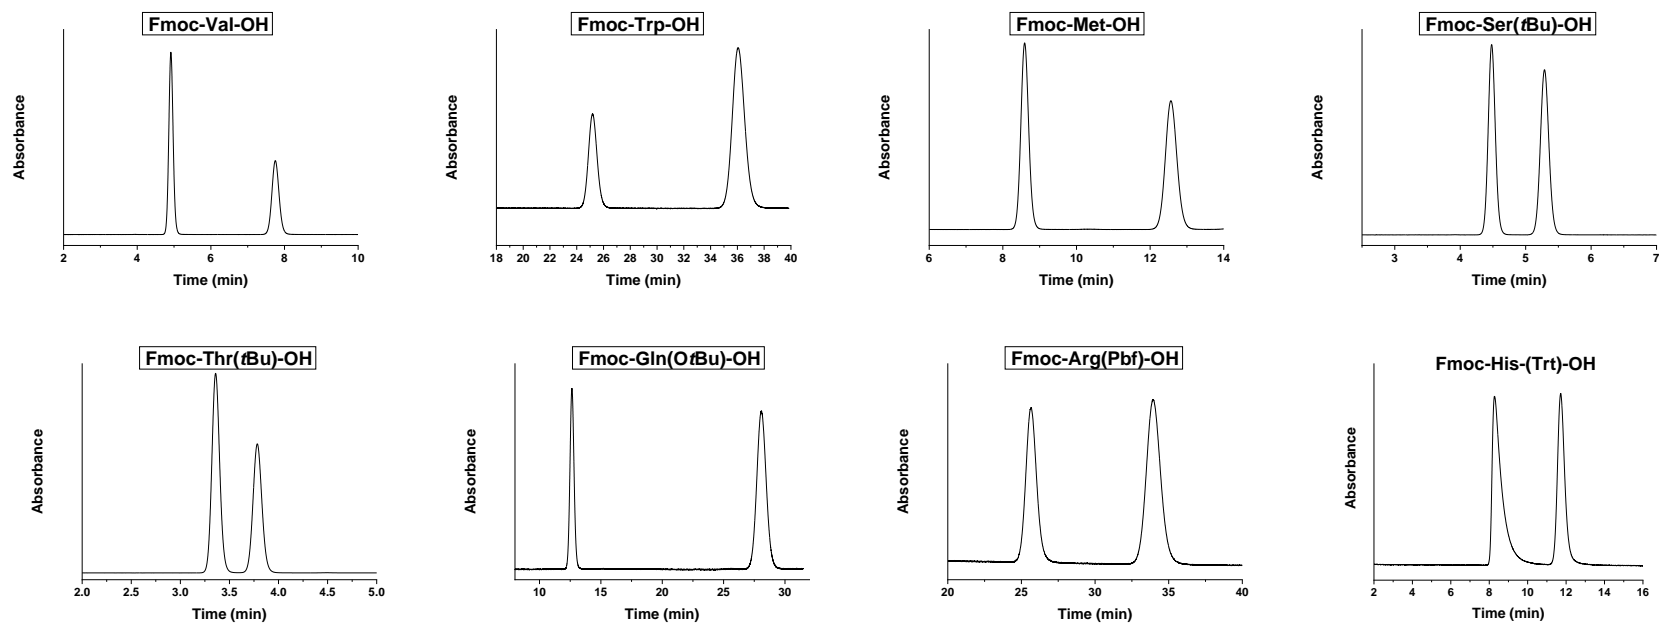 Fmoc-Val-OH
Absorbance
2 4 6 8 10
Time (min)
Fmoc-Trp-OH
Absorbance
18 20 22 24 26 28 30 32 34 36 38 40
Time (min)
Fmoc-Met-OH
Absorbance
6 8 10 12 14
Time (min)
Fmoc-Ser(tBu)-OH
Absorbance
3 4 5 6 7
Time (min)
Fmoc-Thr(tBu)-OH
Absorbance
2.0 2.5 3.0 3.5 4.0 4.5 5.0
Time (min)
Fmoc-Gln(OtBu)-OH
Absorbance
10 15 20 25 30
Time (min)
Fmoc-Arg(Pbf)-OH
Absorbance
20 25 30 35 40
Time (min)
Fmoc-His-(Trt)-OH
Absorbance
2 4 6 8 10 12 14 16
Time (min)